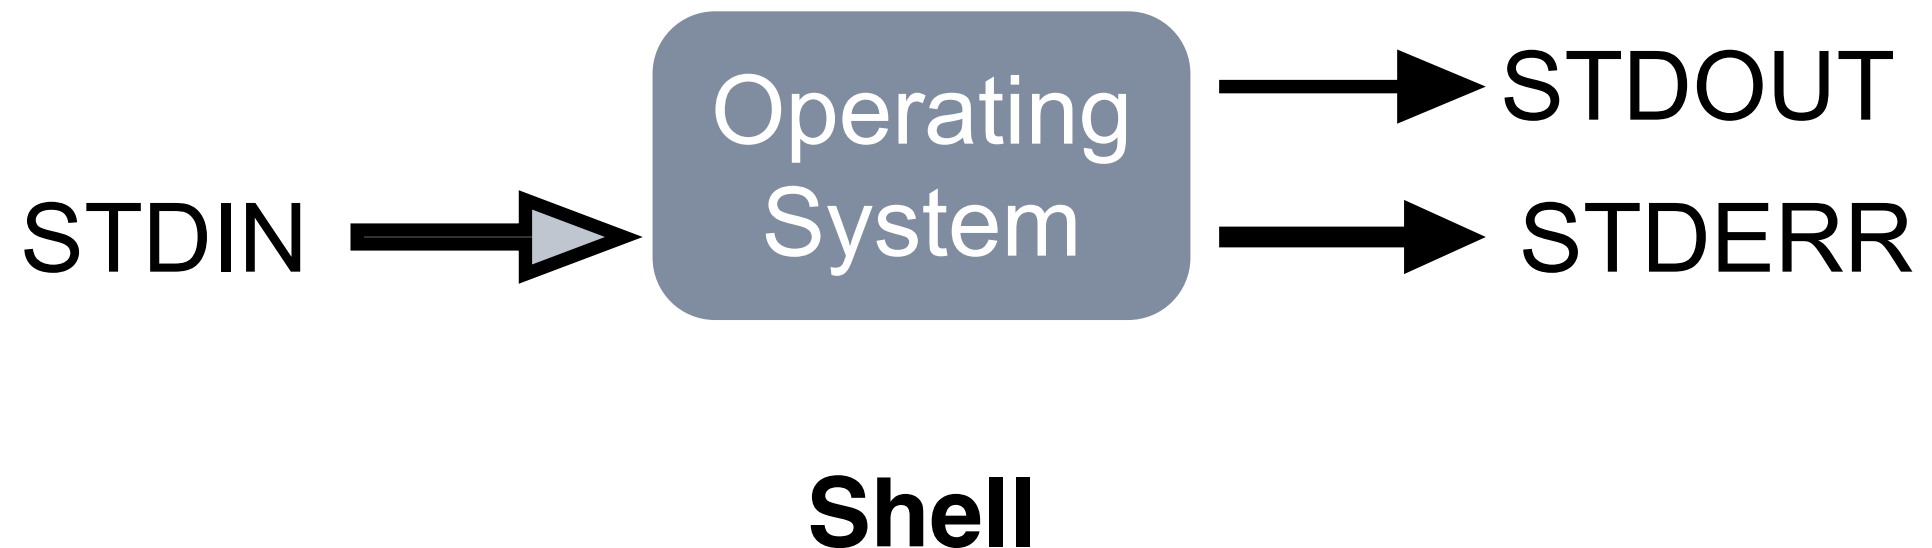 STDIN
Operating
System
STDOUT
STDERR
Shell